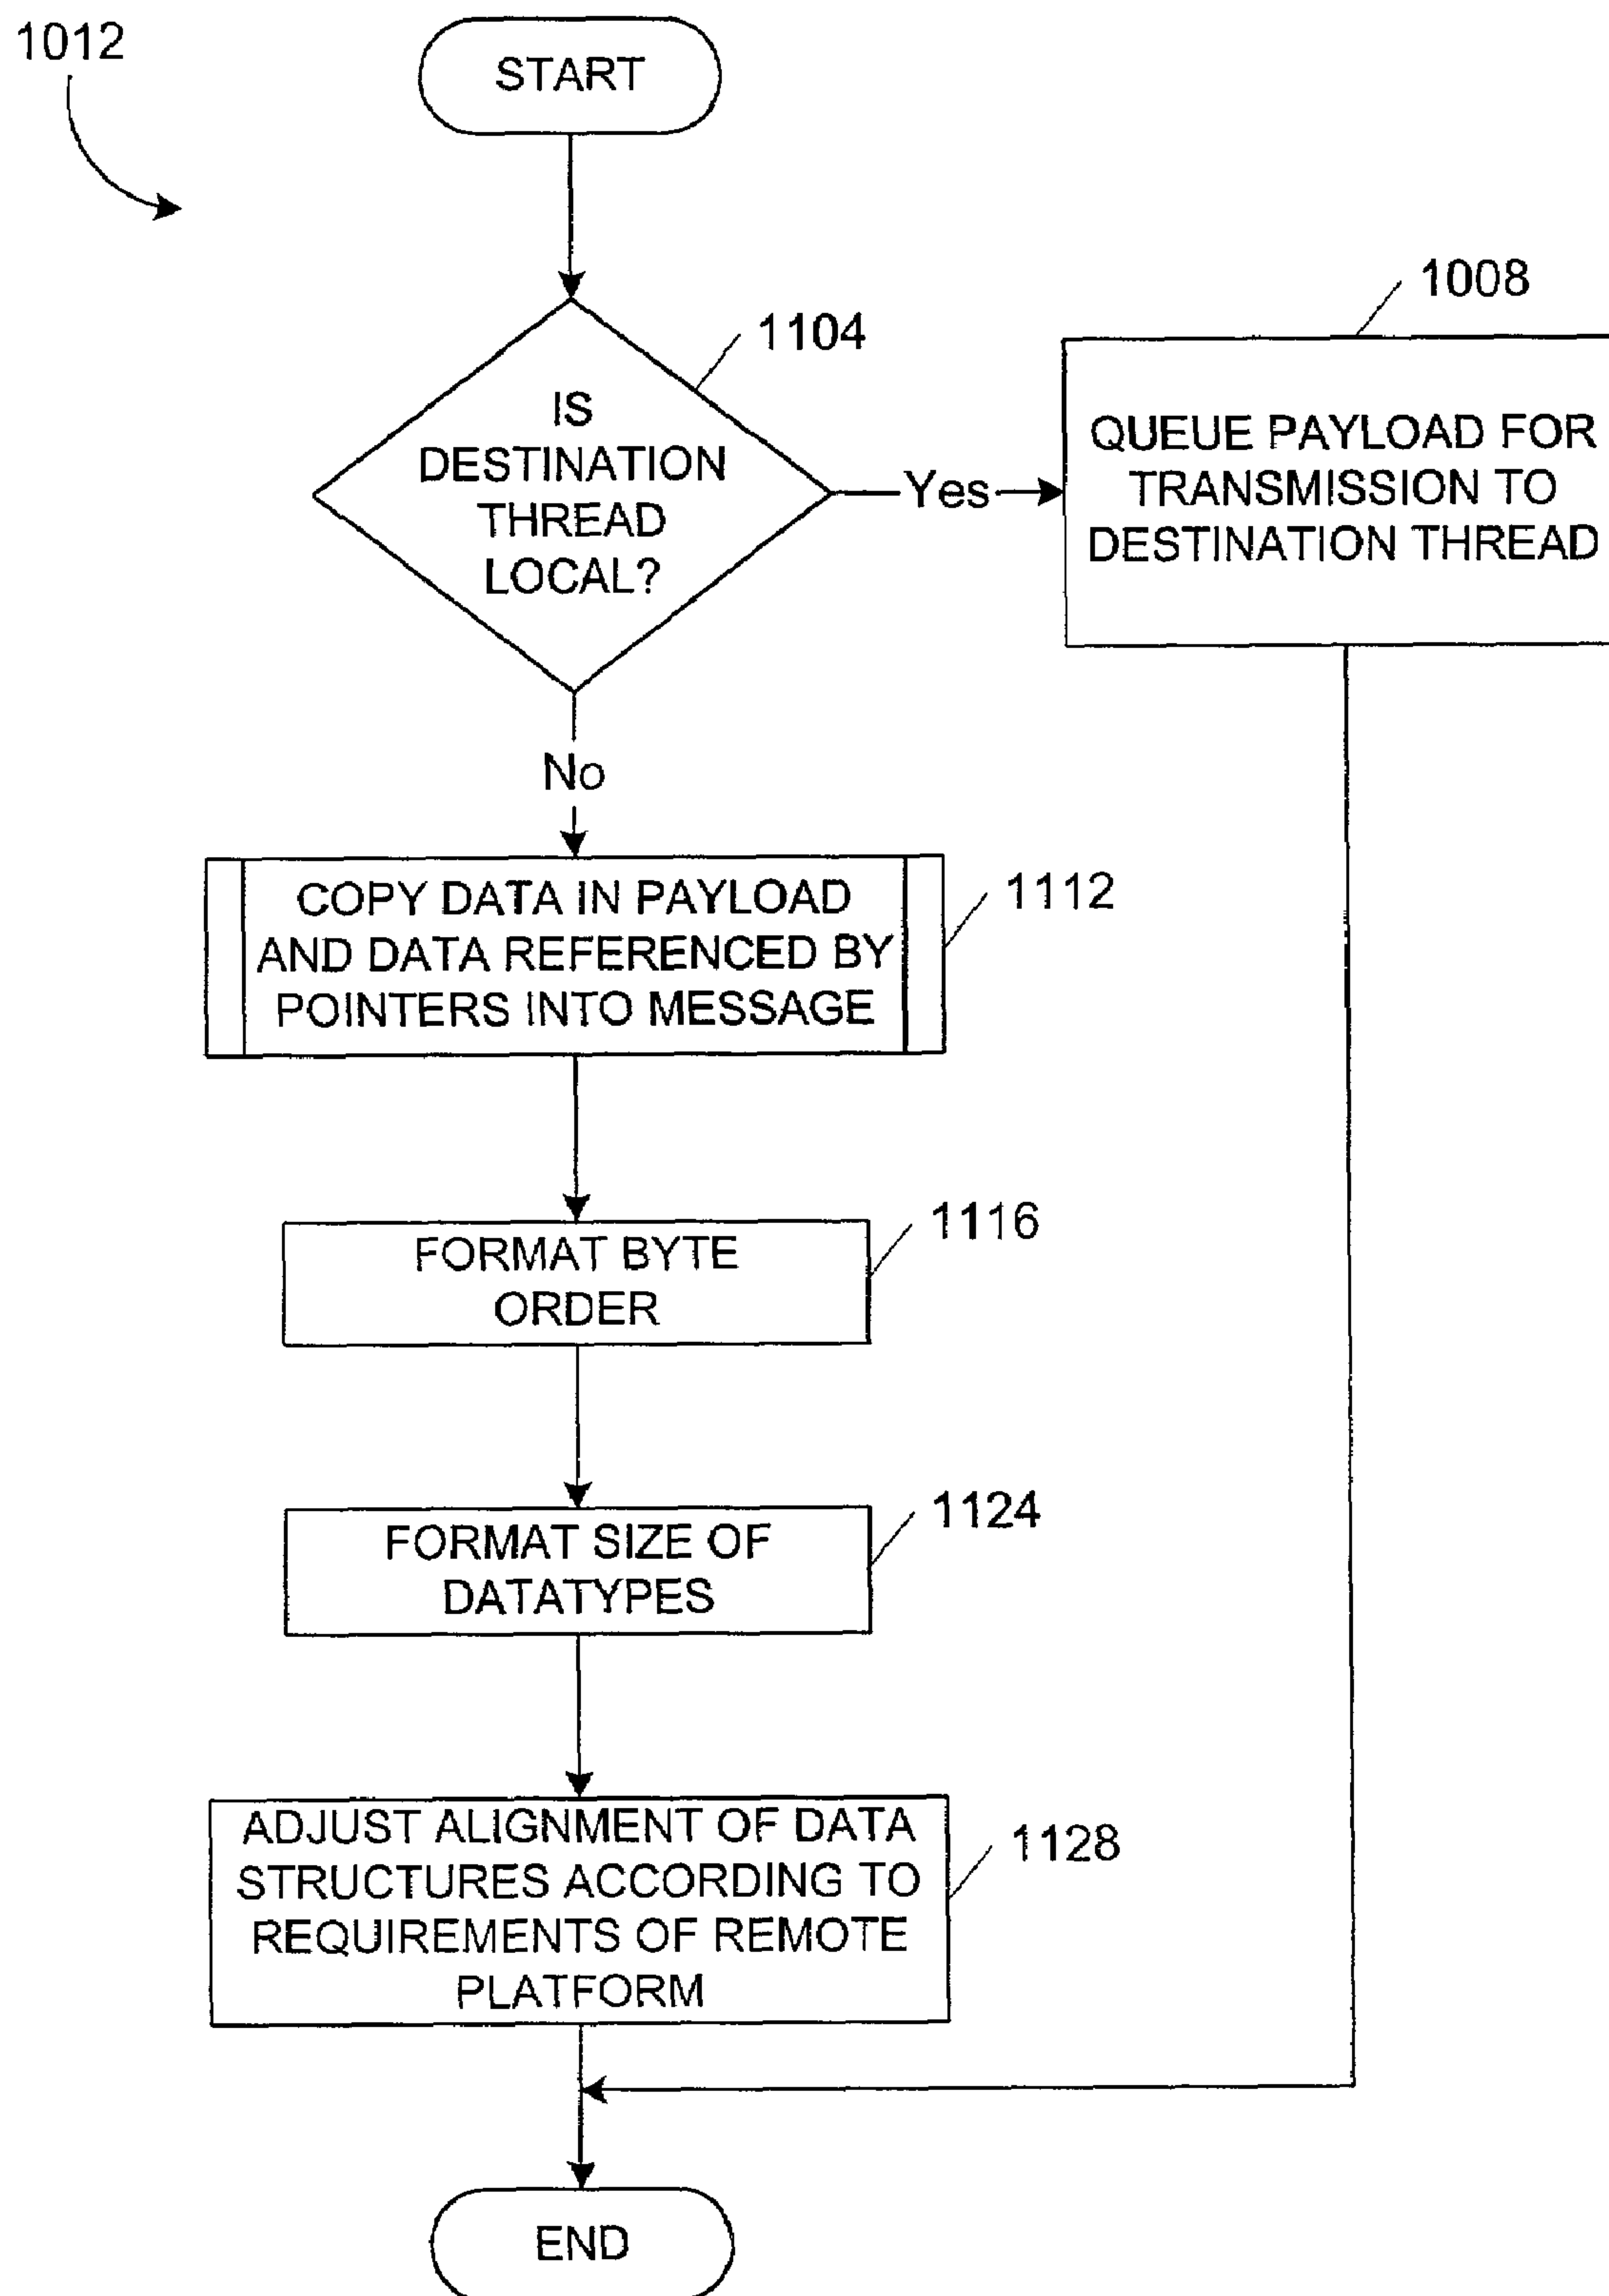 1012
START
1104
IS
DESTINATION
THREAD
LOCAL?
Yes
1008
QUEUE PAYLOAD FOR
TRANSMISSION TO
DESTINATION THREAD
No
COPY DATA IN PAYLOAD
AND DATA REFERENCED BY
POINTERS INTO MESSAGE
1112
FORMAT BYTE
ORDER
1116
FORMAT SIZE OF
DATATYPES
1124
ADJUST ALIGNMENT OF DATA
STRUCTURES ACCORDING TO
REQUIREMENTS OF REMOTE
PLATFORM
1128
END